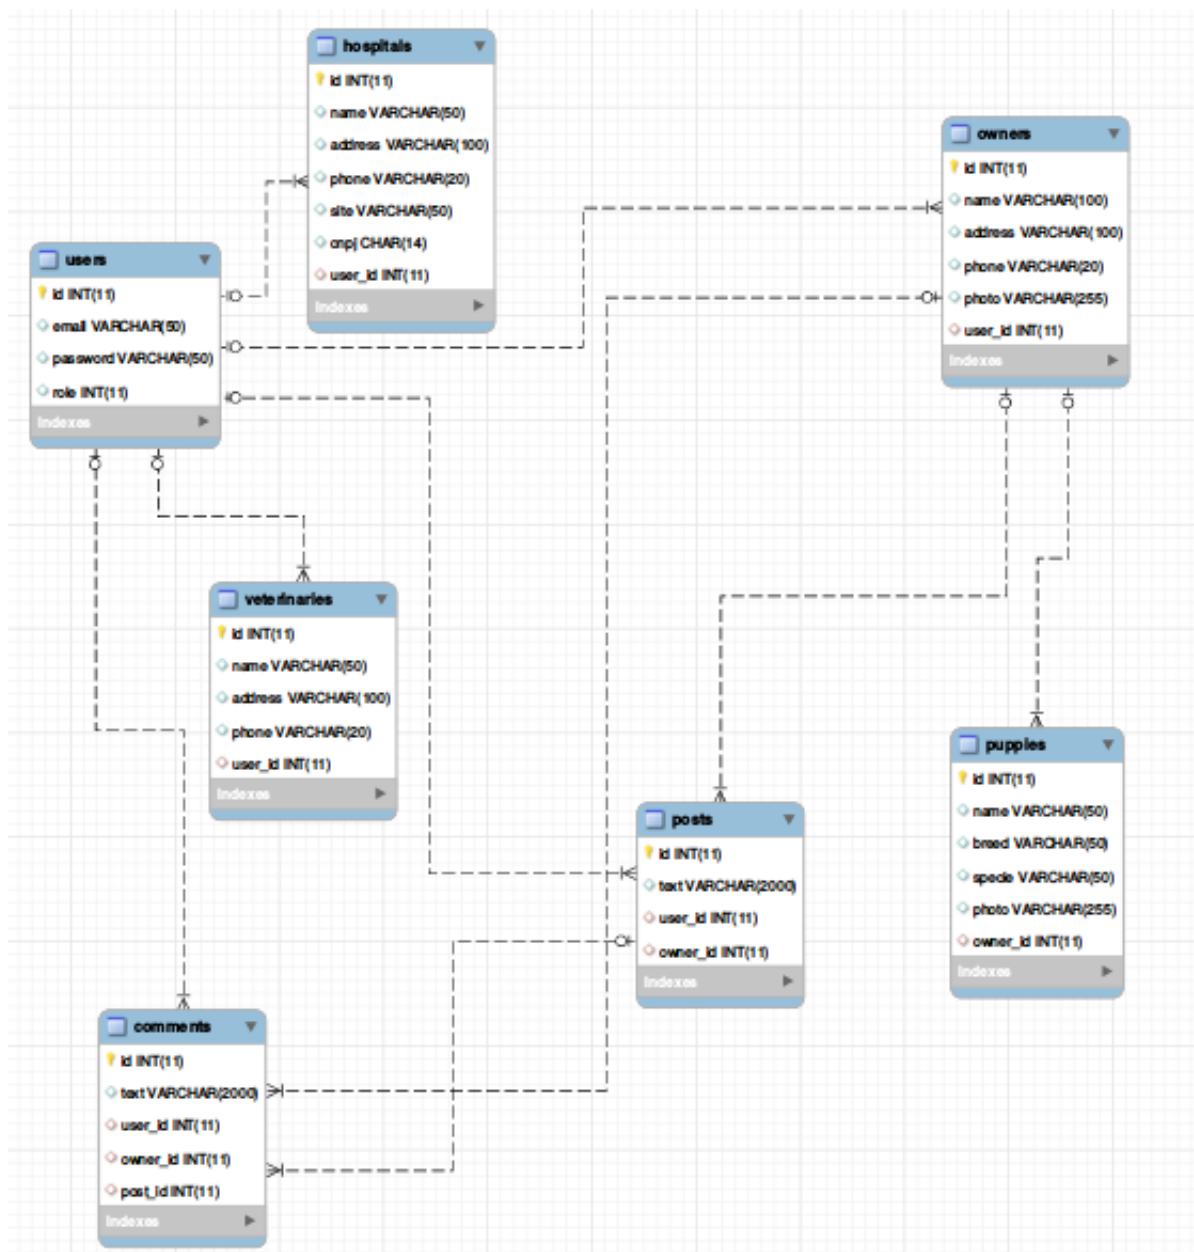 hospitals
id INT(11)
name VARCHAR(50)
address VARCHAR(100)
phone VARCHAR(20)
site VARCHAR(50)
cnpj CHAR(14)
user_id INT(11)
Indexes
owners
id INT(11)
name VARCHAR(100)
address VARCHAR(100)
phone VARCHAR(20)
photo VARCHAR(255)
user_id INT(11)
Indexes
users
id INT(11)
email VARCHAR(50)
password VARCHAR(50)
role INT(11)
Indexes
veterinaries
id INT(11)
name VARCHAR(50)
address VARCHAR(100)
phone VARCHAR(20)
user_id INT(11)
Indexes
posts
id INT(11)
text VARCHAR(2000)
user_id INT(11)
owner_id INT(11)
Indexes
puppies
id INT(11)
name VARCHAR(50)
breed VARCHAR(50)
specie VARCHAR(50)
photo VARCHAR(255)
owner_id INT(11)
Indexes
comments
id INT(11)
text VARCHAR(2000)
user_id INT(11)
owner_id INT(11)
post_id INT(11)
Indexes